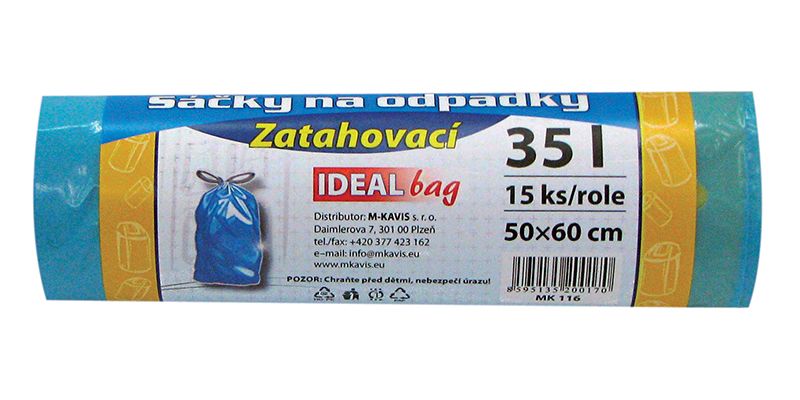 Sáčky na odpadky
Zatahovací
IDEAL bag
Distributor: M-KAVIS s. r. o.
Daimlerova 7, 301 00 Plzeň
tel./fax: +420 377 423 162
e-mail: info@mkavis.eu
www.mkavis.eu
POZOR: Chraňte před dětmi, nebezpečí úrazu!
35 l
15 ks/role
50×60 cm
8 595135 200170
MK 116